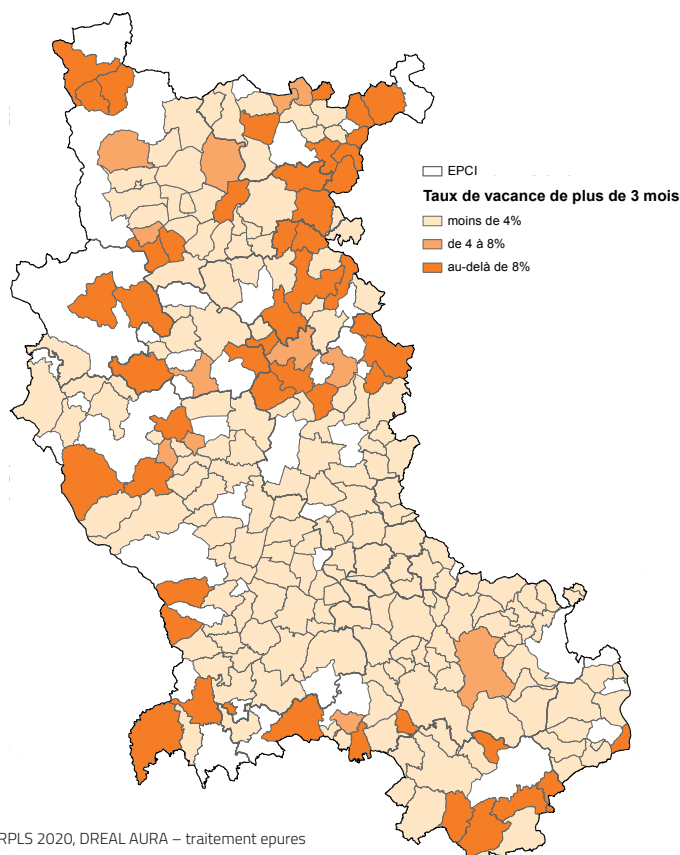 EPCI
Taux de vacance de plus de 3 mois
moins de 4%
de 4 à 8%
au-delà de 8%
RPLS 2020, DREAL AURA – traitement epures